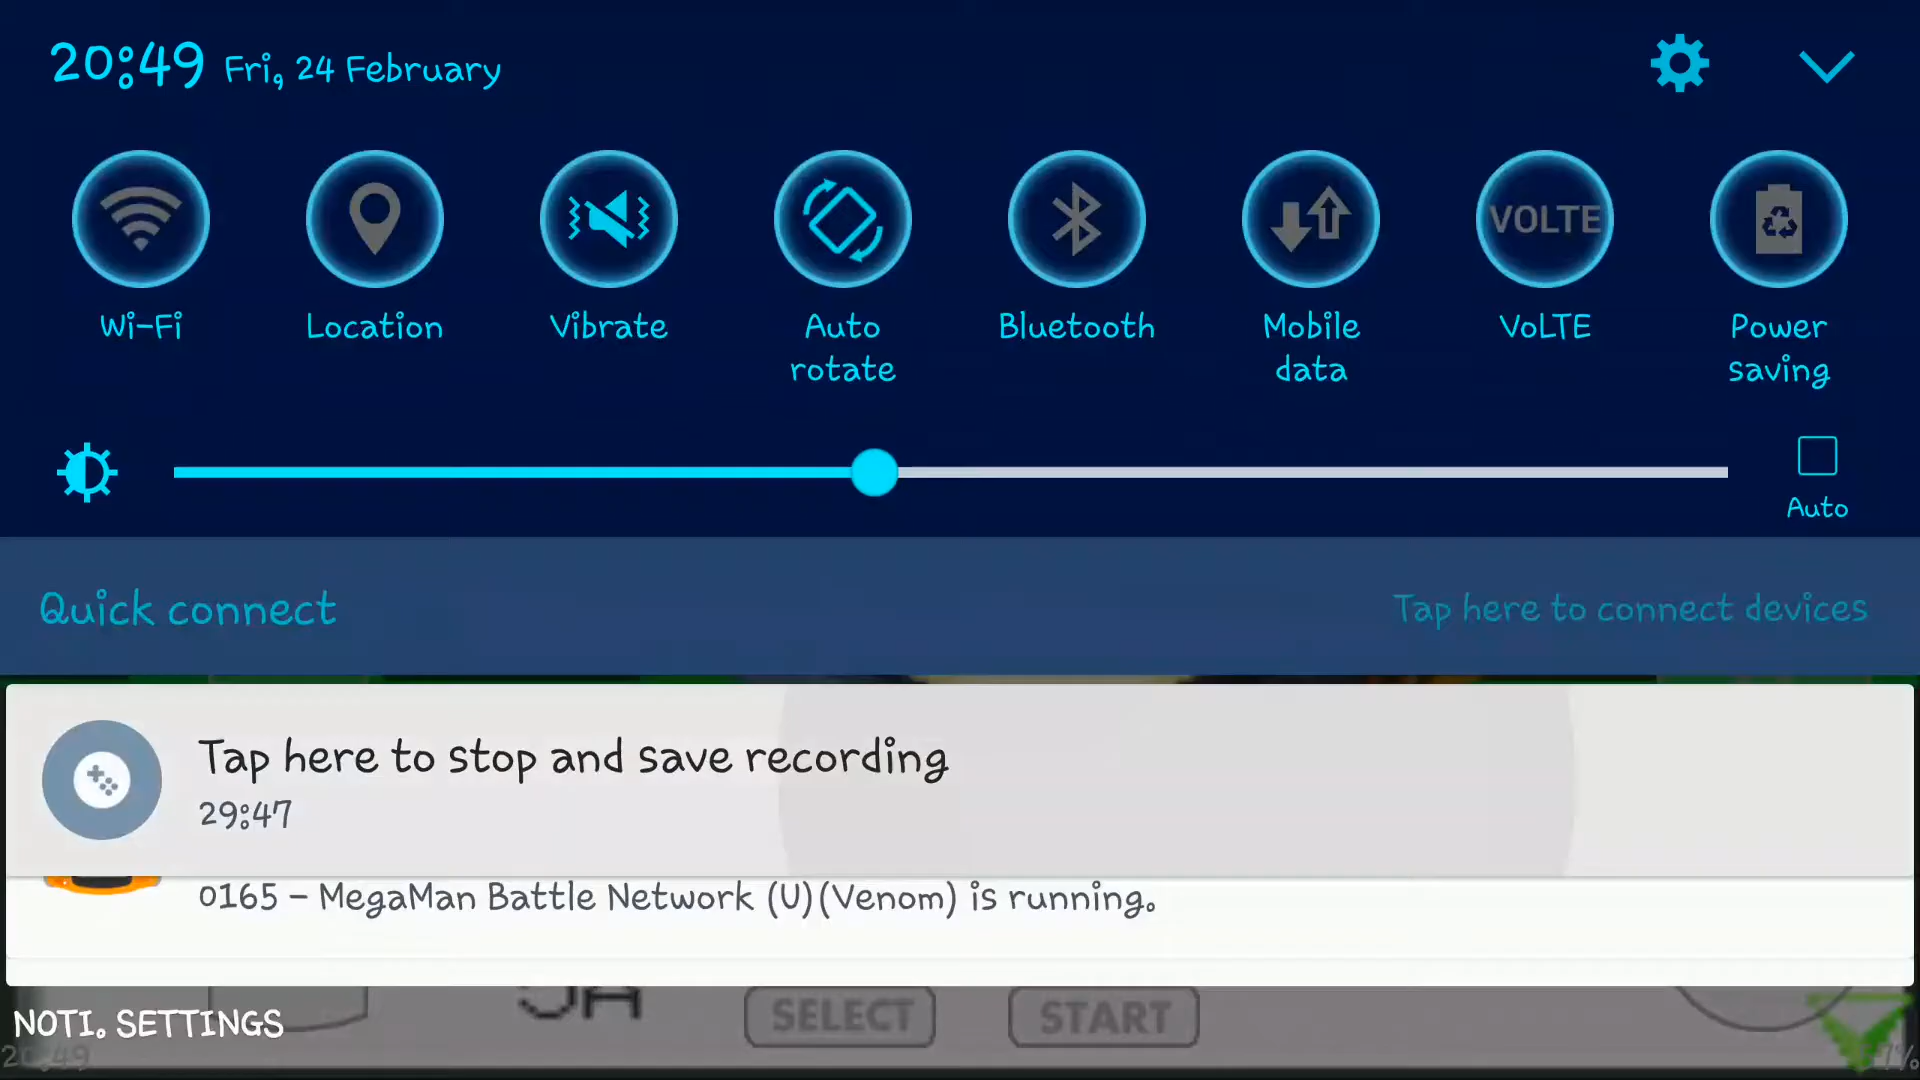 20:49 Fri, 24 February
VOLTE
Wi-Fi Location Vibrate Auto rotate Bluetooth Mobile data VoLTE Power saving
Auto
Quick connect Tap here to connect devices
Tap here to stop and save recording
29:47
0165 - MegaMan Battle Network (U)(Venom) is running.
SELECT START
NOTI. SETTINGS
20:49